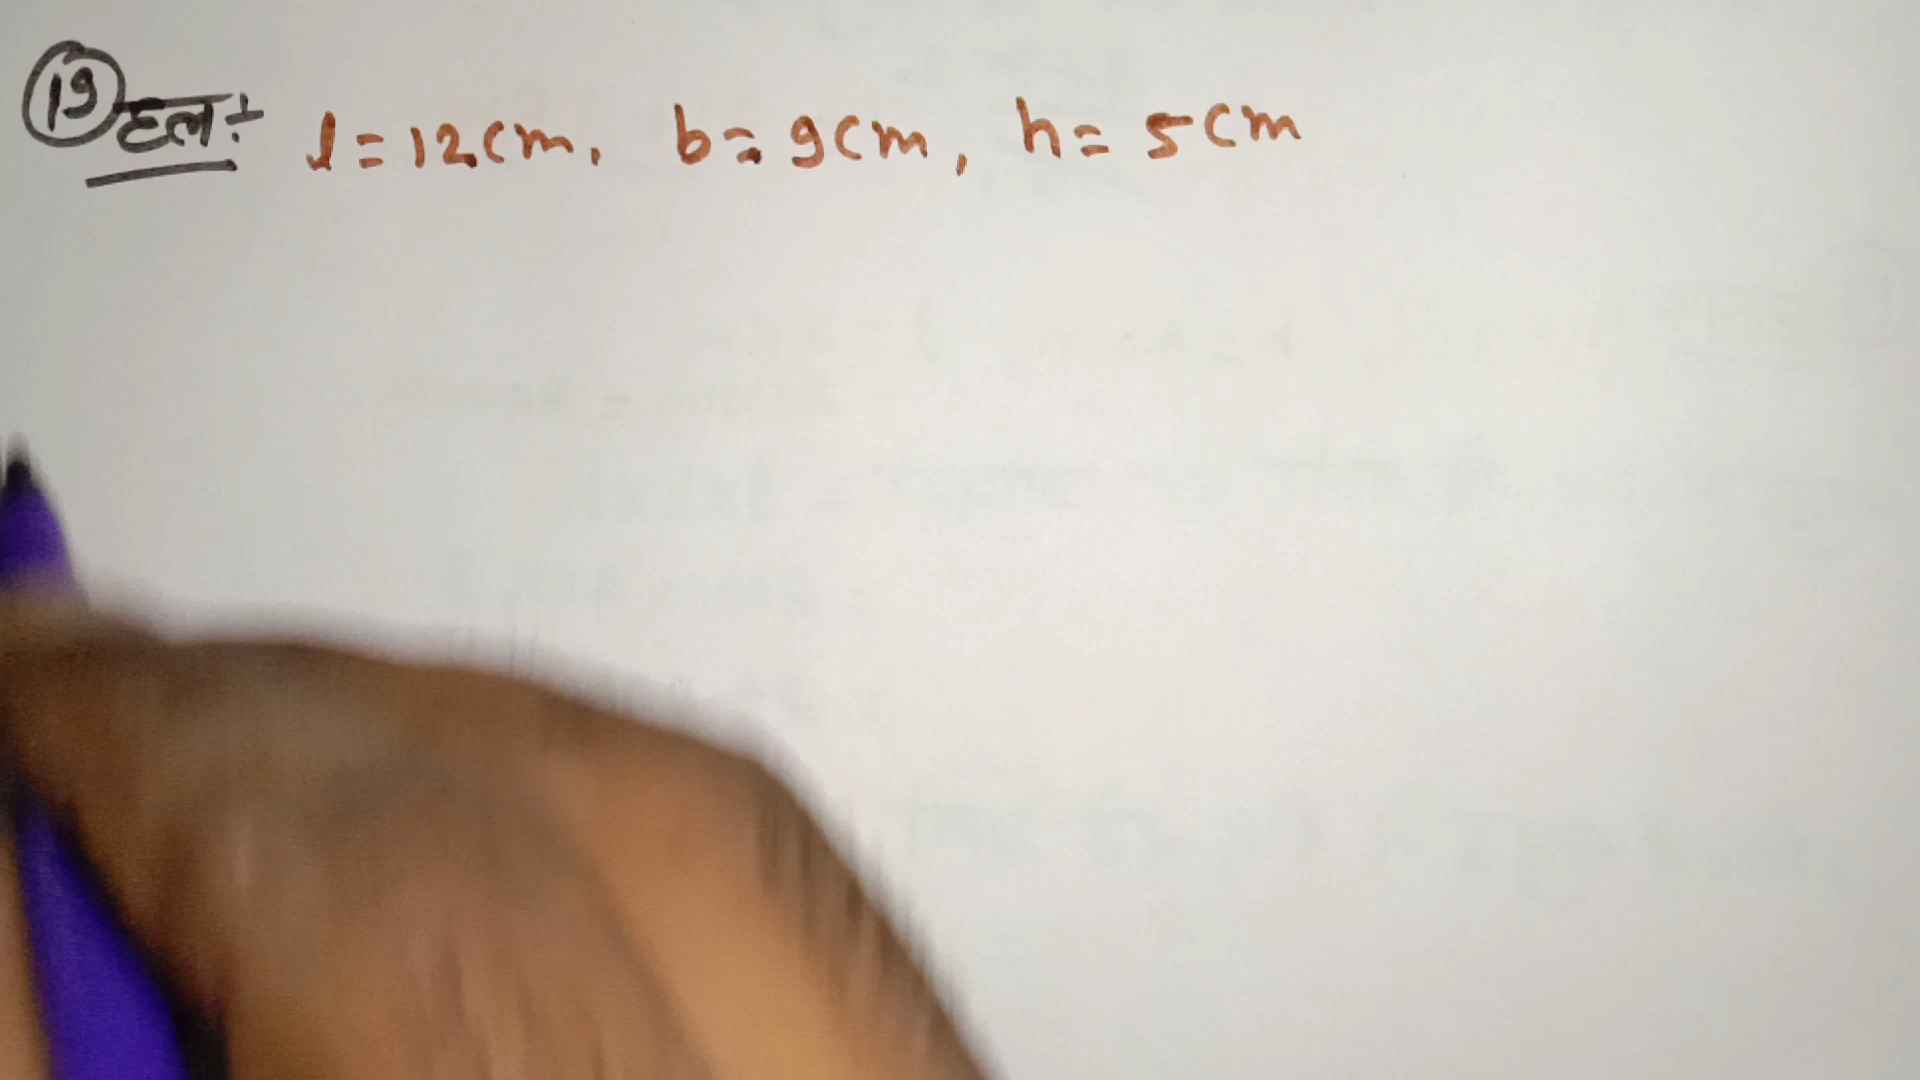 19 हल÷ l = 12cm, b = 9cm, h = 5cm